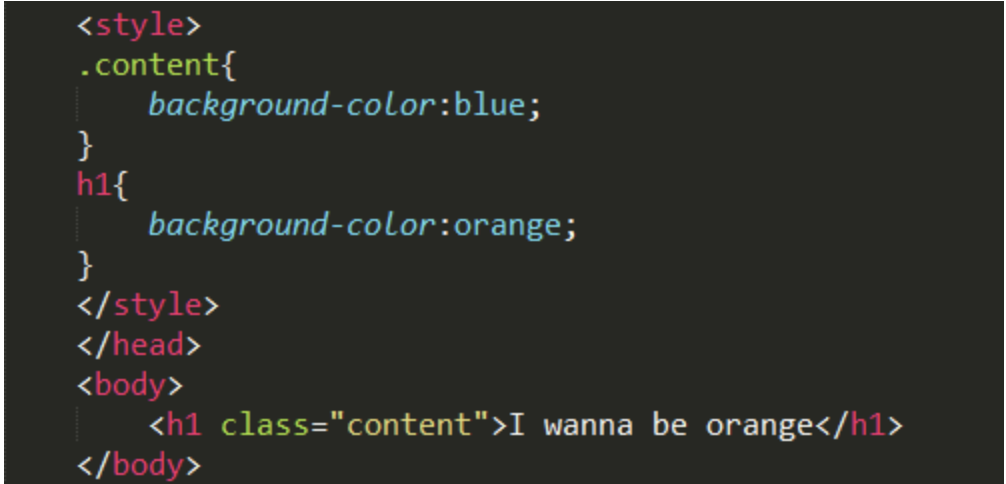 <style>
.content{
background-color:blue;
}
h1{
background-color:orange;
}
</style>
</head>
<body>
<h1 class="content">I wanna be orange</h1>
</body>